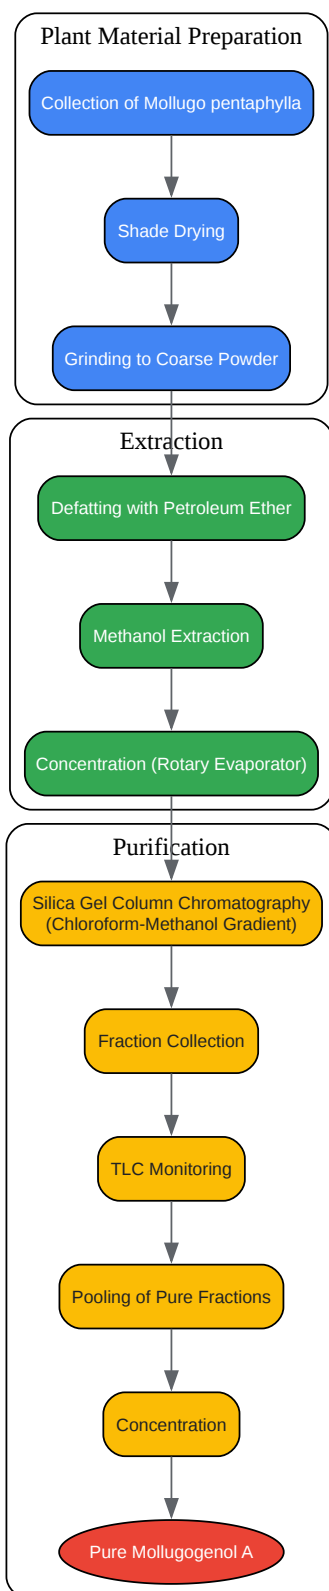 Plant Material Preparation
Collection of Mollugo pentaphylla
Shade Drying
Grinding to Coarse Powder
Extraction
Defatting with Petroleum Ether
Methanol Extraction
Concentration (Rotary Evaporator)
Purification
Silica Gel Column Chromatography
(Chloroform-Methanol Gradient)
Fraction Collection
TLC Monitoring
Pooling of Pure Fractions
Concentration
Pure Mollugogenol A